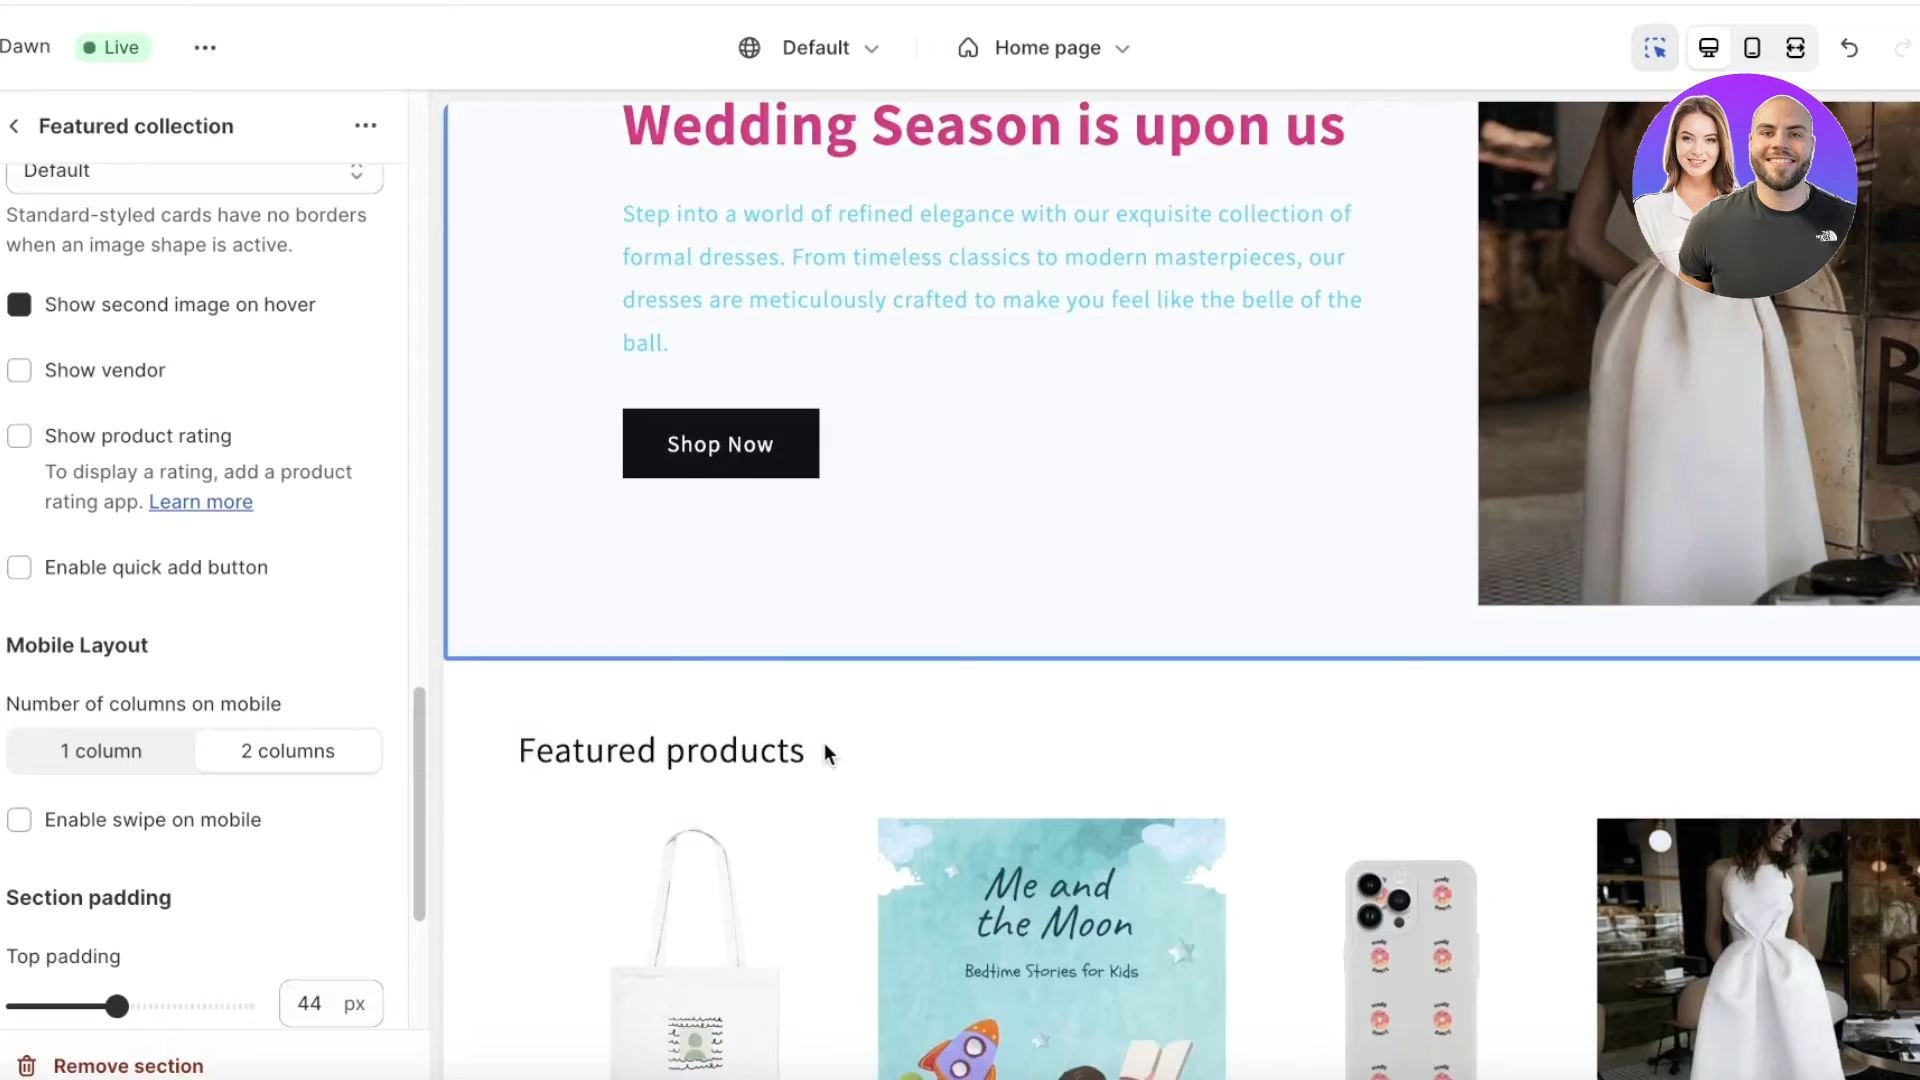 Dawn
Live
Default
Home page
Featured collection
Default
Standard-styled cards have no borders
when an image shape is active.
Show second image on hover
Show vendor
Show product rating
To display a rating, add a product
rating app. Learn more
Enable quick add button
Mobile Layout
Number of columns on mobile
1 column
2 columns
Enable swipe on mobile
Section padding
Top padding
44 px
Remove section
Wedding Season is upon us
Step into a world of refined elegance with our exquisite collection of
formal dresses. From timeless classics to modern masterpieces, our
dresses are meticulously crafted to make you feel like the belle of the
ball.
Shop Now
Featured products
Me and
the Moon
Bedtime Stories for Kids